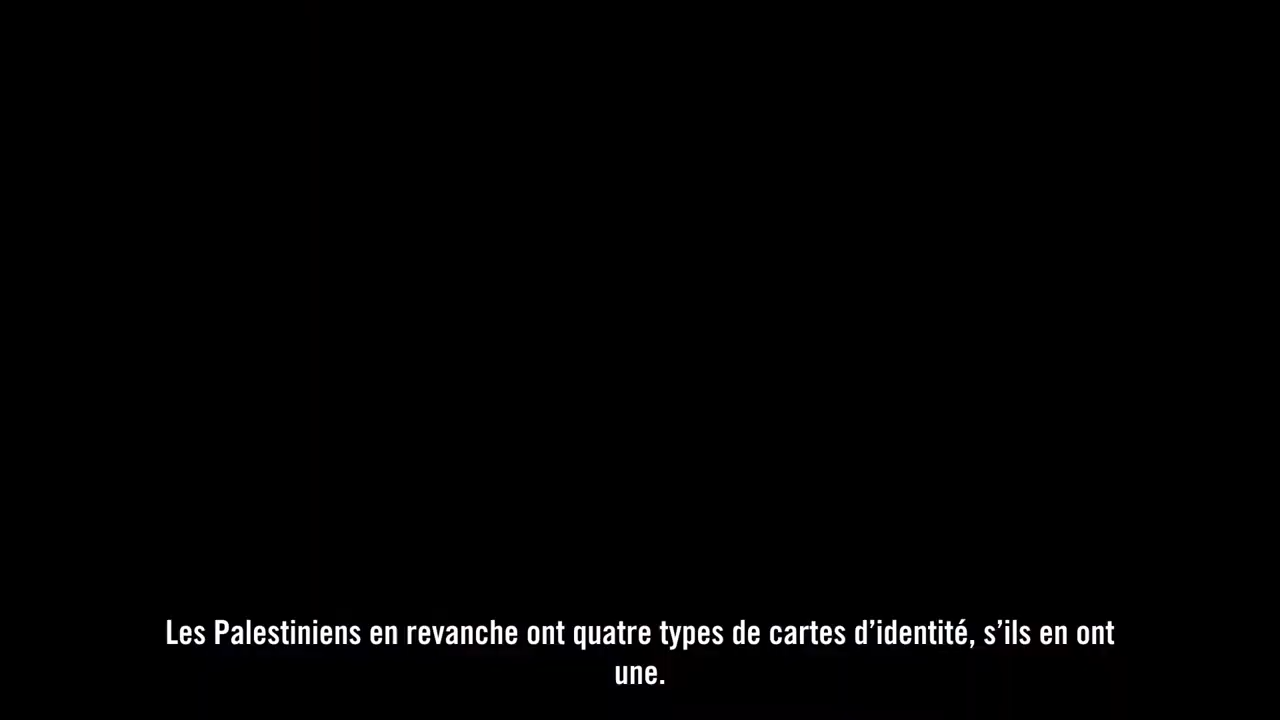 Les Palestiniens en revanche ont quatre types de cartes d’identité, s’ils en ont
une.